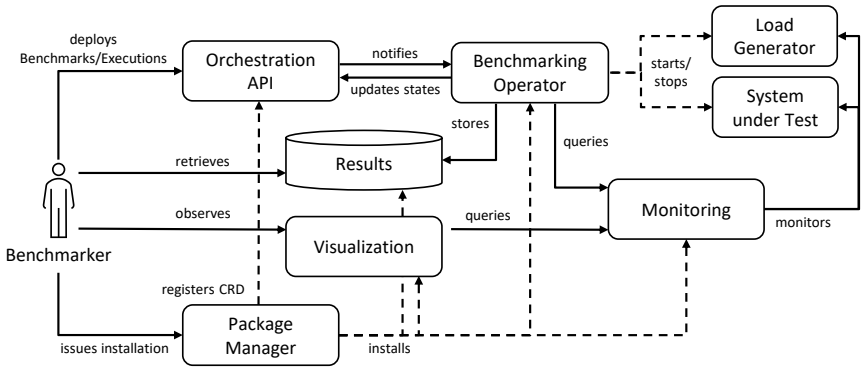 deploys
Benchmarks/Executions
Orchestration
API
notifies
updates states
Benchmarking
Operator
starts/
stops
Load
Generator
System
under Test
stores
queries
retrieves
Results
observes
Visualization
queries
Monitoring
monitors
Benchmarker
registers CRD
issues installation
Package
Manager
installs